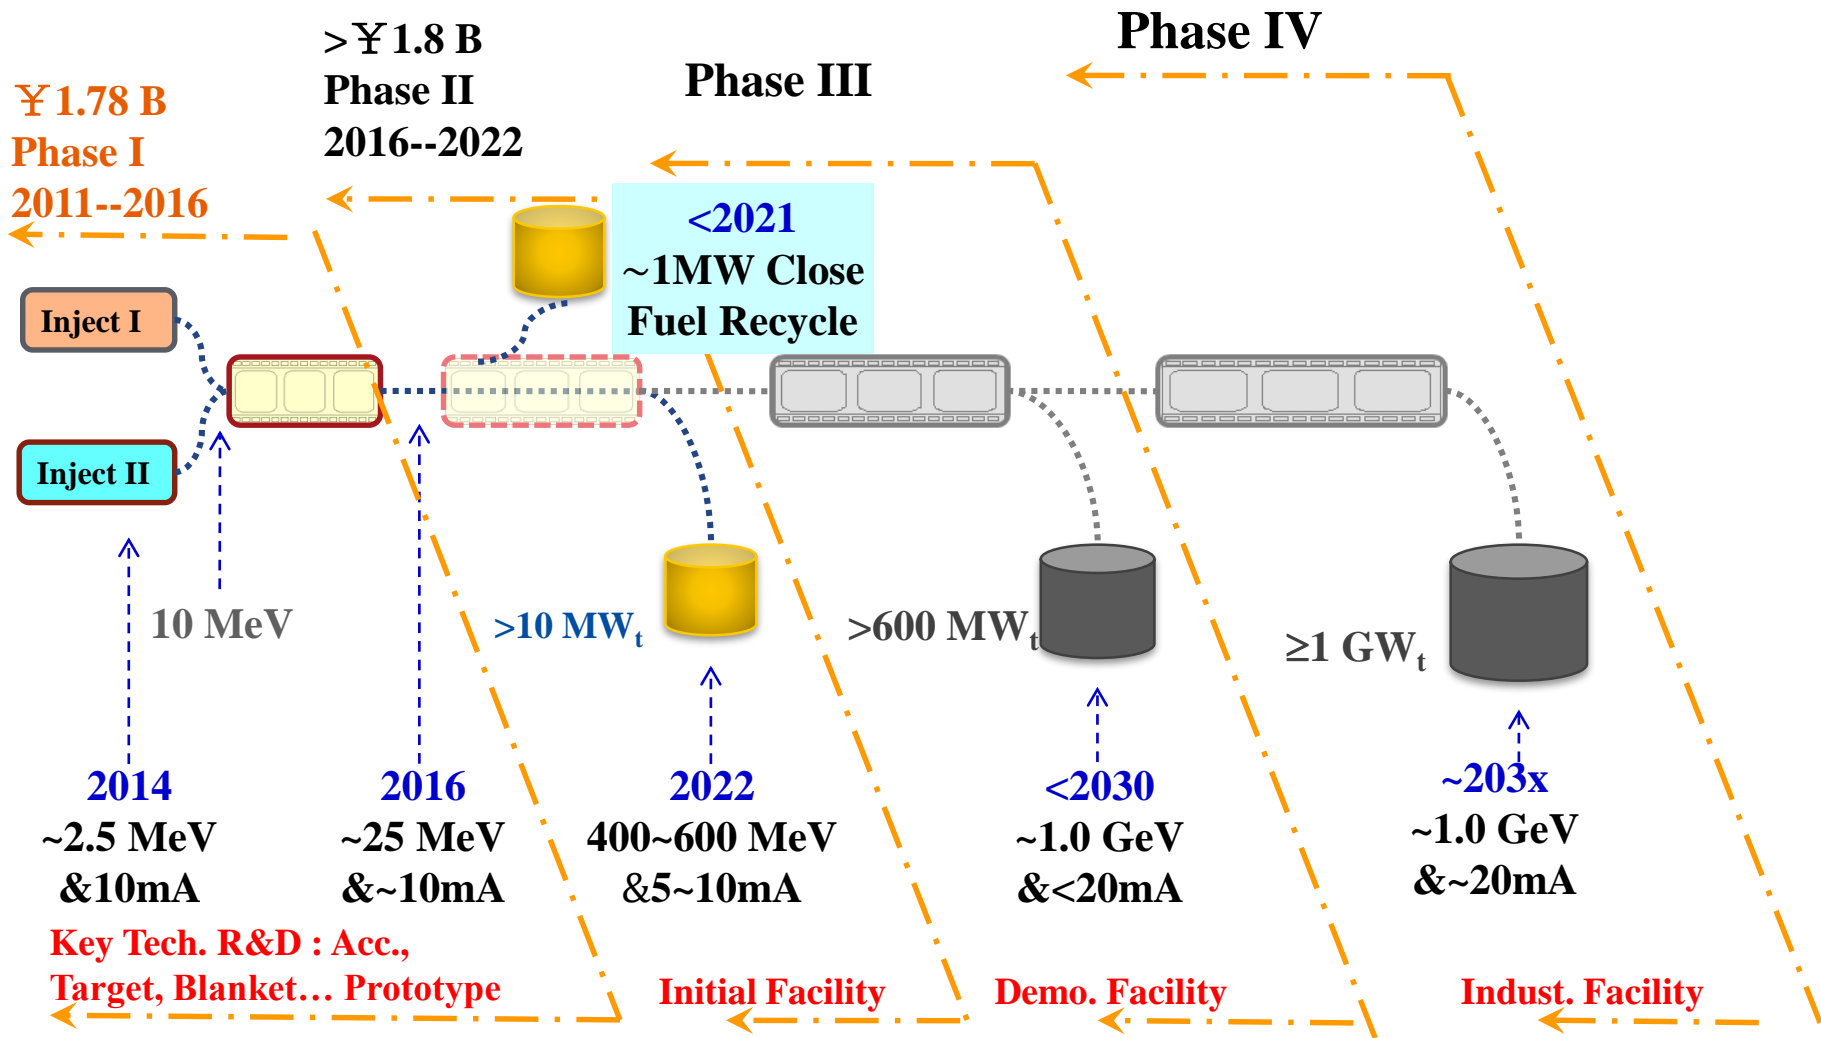 Phase IV
>¥1.8 B
Phase II
2016--2022
Phase III
¥1.78 B
Phase I
2011--2016
<2021
~1MW Close
Fuel Recycle
Inject I
Inject II
10 MeV
>10 MWt
>600 MWt
≥1 GWt
2014
~2.5 MeV
&10mA
2016
~25 MeV
&~10mA
2022
400~600 MeV
&5~10mA
<2030
~1.0 GeV
&<20mA
~203x
~1.0 GeV
&~20mA
Key Tech. R&D : Acc.,
Target, Blanket… Prototype
Initial Facility
Demo. Facility
Indust. Facility